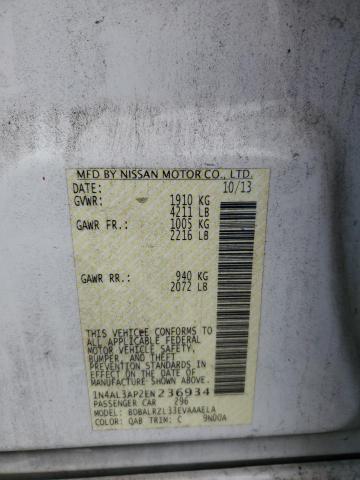 MFD BY NISSAN MOTOR CO., LTD.
DATE: 10/13
GVWR: 1910 KG
4211 LB
GAWR FR.: 1005 KG
2216 LB
GAWR RR.: 940 KG
2072 LB
THIS VEHICLE CONFORMS TO
ALL APPLICABLE FEDERAL
MOTOR VEHICLE SAFETY,
BUMPER, AND THEFT
PREVENTION STANDARDS IN
EFFECT ON THE DATE OF
MANUFACTURE SHOWN ABOVE.
1N4AL3AP2EN236934
PASSENGER CAR 296
MODEL: BDBALRZL33EVAAAELA
COLOR: QAB TRIM: C 9N00A